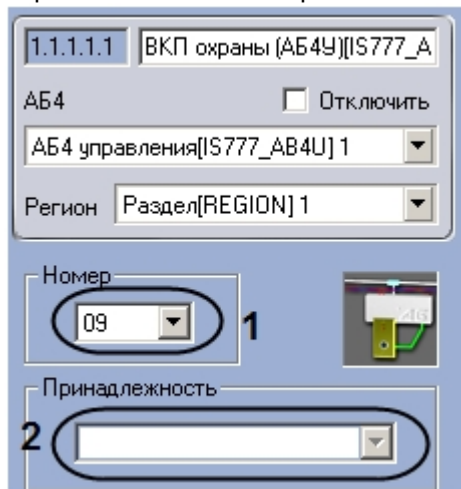 1.1.1.1.1 ВКП охраны (АБ4У)[IS777_A
АБ4 Отключить
АБ4 управления[IS777_AB4U] 1
Регион Раздел[REGION] 1
Номер
09 1
Принадлежность
2